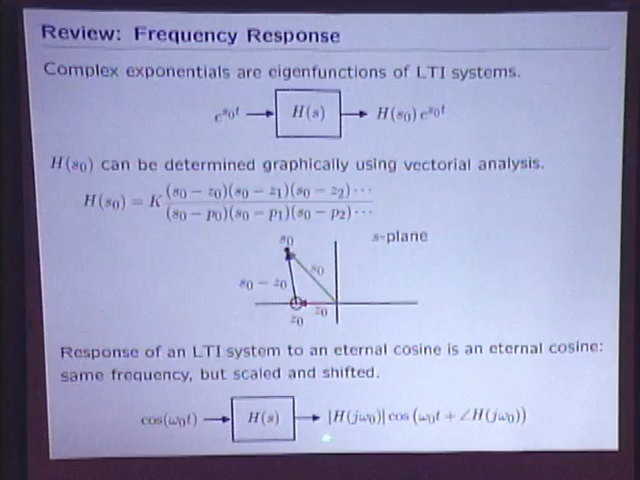 Review: Frequency Response
Complex exponentials are eigenfunctions of LTI systems.
e^{s_0 t} → H(s) → H(s_0) e^{s_0 t}
H(s_0) can be determined graphically using vectorial analysis.
H(s_0) = K \frac{(s_0 − z_0)(s_0 − z_1)(s_0 − z_2) ⋯}{(s_0 − p_0)(s_0 − p_1)(s_0 − p_2) ⋯}
s_0
s-plane
s_0
s_0 − z_0
z_0
z_0
Response of an LTI system to an eternal cosine is an eternal cosine:
same frequency, but scaled and shifted.
cos(ω_0 t) → H(s) → |H(jω_0)| cos (ω_0 t + ∠H(jω_0))